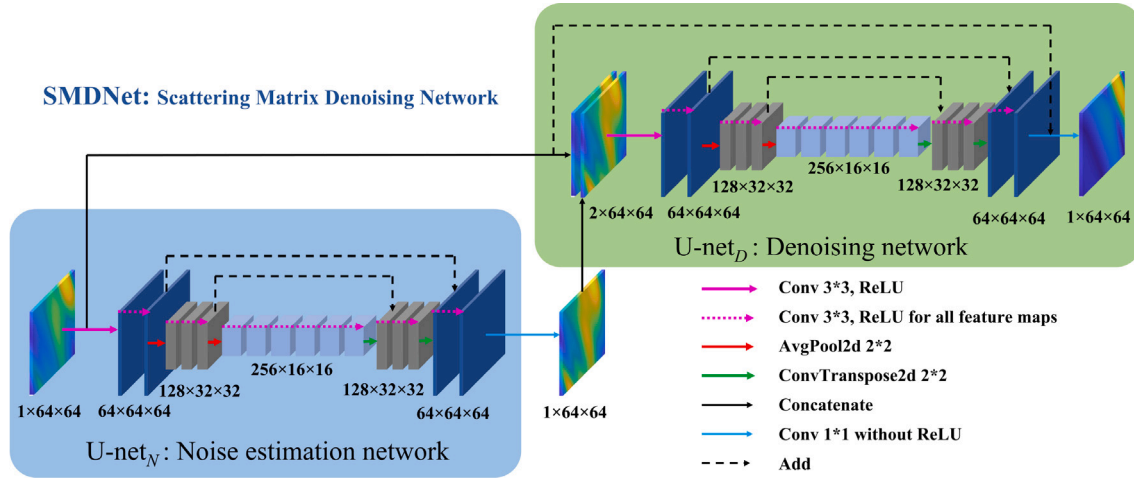 SMDNet: Scattering Matrix Denoising Network
2×64×64
64×64×64
128×32×32
256×16×16
128×32×32
64×64×64
1×64×64
U-net_D : Denoising network
1×64×64
64×64×64
128×32×32
256×16×16
128×32×32
64×64×64
1×64×64
U-net_N : Noise estimation network
Conv 3*3, ReLU
Conv 3*3, ReLU for all feature maps
AvgPool2d 2*2
ConvTranspose2d 2*2
Concatenate
Conv 1*1 without ReLU
Add